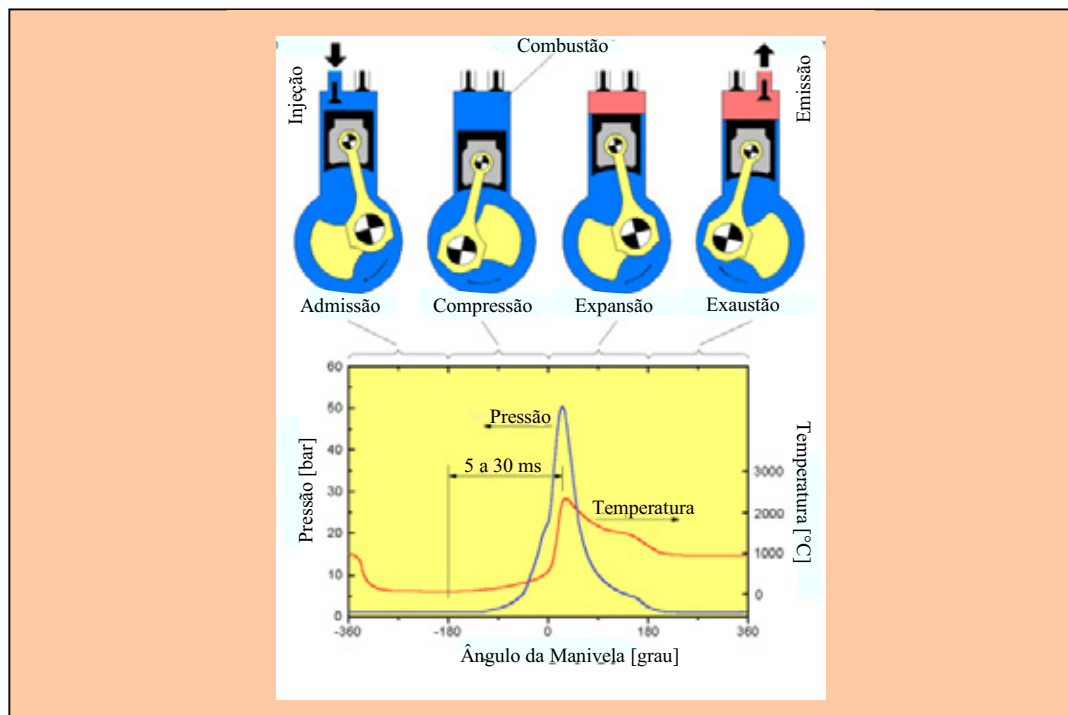 Combustão
Injeção
Emissão
Admissão
Compressão
Expansão
Exaustão
60
50
40
30
20
10
0
Pressão [bar]
Pressão
5 a 30 ms
Temperatura
3000
2000
1000
0
Temperatura [°C]
-360
-180
0
180
360
Ângulo da Manivela [grau]